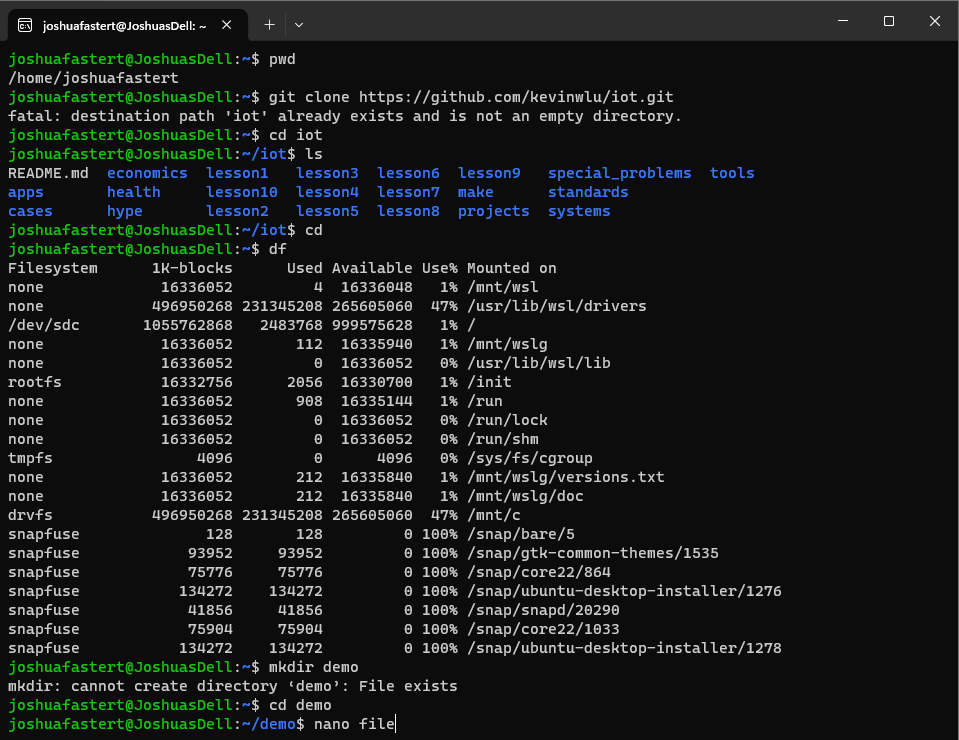 joshuafastert@JoshuasDell: ~
joshuafastert@JoshuasDell:~$ pwd
/home/joshuafastert
joshuafastert@JoshuasDell:~$ git clone https://github.com/kevinwlu/iot.git
fatal: destination path 'iot' already exists and is not an empty directory.
joshuafastert@JoshuasDell:~$ cd iot
joshuafastert@JoshuasDell:~/iot$ ls
README.md  economics  lesson1   lesson3  lesson6  lesson9   special_problems  tools
apps       health     lesson10  lesson4  lesson7  make      standards
cases      hype       lesson2   lesson5  lesson8  projects  systems
joshuafastert@JoshuasDell:~/iot$ cd
joshuafastert@JoshuasDell:~$ df
Filesystem      1K-blocks      Used Available Use% Mounted on
none             16336052         4  16336048   1% /mnt/wsl
none            496950268 231345208 265605060  47% /usr/lib/wsl/drivers
/dev/sdc       1055762868   2483768 999575628   1% /
none             16336052       112  16335940   1% /mnt/wslg
none             16336052         0  16336052   0% /usr/lib/wsl/lib
rootfs           16332756      2056  16330700   1% /init
none             16336052       908  16335144   1% /run
none             16336052         0  16336052   0% /run/lock
none             16336052         0  16336052   0% /run/shm
tmpfs                4096         0      4096   0% /sys/fs/cgroup
none             16336052       212  16335840   1% /mnt/wslg/versions.txt
none             16336052       212  16335840   1% /mnt/wslg/doc
drvfs           496950268 231345208 265605060  47% /mnt/c
snapfuse              128       128         0 100% /snap/bare/5
snapfuse            93952     93952         0 100% /snap/gtk-common-themes/1535
snapfuse            75776     75776         0 100% /snap/core22/864
snapfuse           134272    134272         0 100% /snap/ubuntu-desktop-installer/1276
snapfuse            41856     41856         0 100% /snap/snapd/20290
snapfuse            75904     75904         0 100% /snap/core22/1033
snapfuse           134272    134272         0 100% /snap/ubuntu-desktop-installer/1278
joshuafastert@JoshuasDell:~$ mkdir demo
mkdir: cannot create directory ‘demo’: File exists
joshuafastert@JoshuasDell:~$ cd demo
joshuafastert@JoshuasDell:~/demo$ nano file